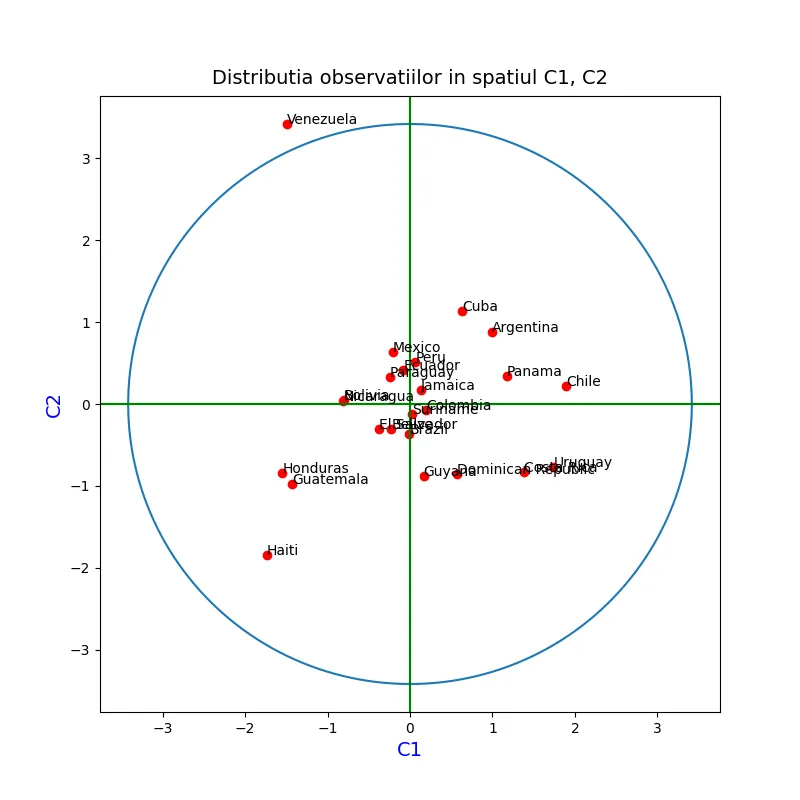 Distributia observatiilor in spatiul C1, C2
Venezuela
3
2
Cuba
1
Argentina
Mexico
Peru
Ecuador
Paraguay
Panama
Chile
Jamaica
Bolivia
Nicaragua
0
Colombia
Suriname
El Salvador
Belize
Brazil
Uruguay
Costa Rica
Honduras
Guyana
Dominican Republic
Guatemala
−1
Haiti
−2
−3
C2
−3
−2
−1
0
1
2
3
C1